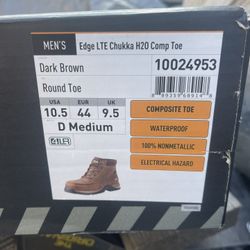 MEN'S Edge LTE Chukka H2O Comp Toe
Dark Brown 10024953
Round Toe
USA EUR UK
10.5 44 9.5
D Medium
4LR
COMPOSITE TOE
WATERPROOF
100% NONMETALLIC
ELECTRICAL HAZARD